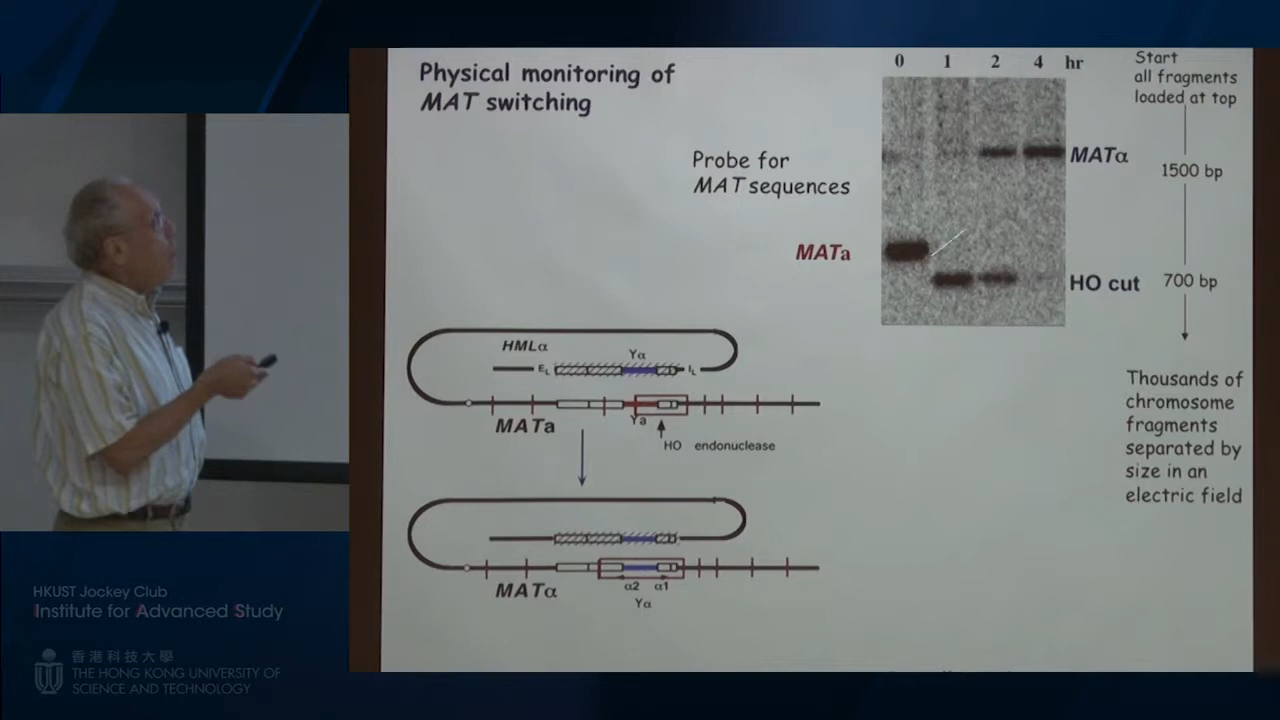 Physical monitoring of
MAT switching
0 1 2 4 hr
Start
all fragments
loaded at top
Probe for
MAT sequences
MATα
1500 bp
MATa
HO cut
700 bp
HMLα
Yα
EL
IL
MATa
Ya
HO endonuclease
Thousands of
chromosome
fragments
separated by
size in an
electric field
MATα
α2 α1
Yα
HKUST Jockey Club
Institute for Advanced Study
香港科技大學
THE HONG KONG UNIVERSITY OF
SCIENCE AND TECHNOLOGY